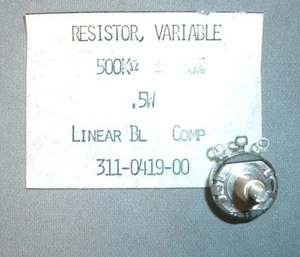 RESISTOR, VARIABLE
500KΩ
.5W
LINEAR BL COMP
311-0419-00